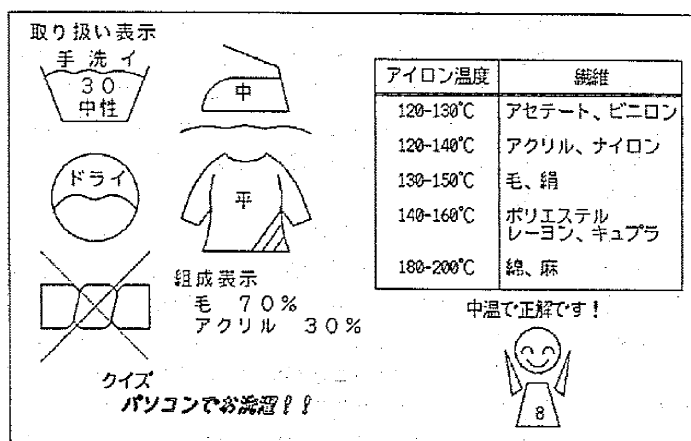 取り扱い表示
手 洗 イ
３０
中性
中
ドライ
平
組成表示
毛　７０％
アクリル　３０％
クイズ
パソコンでお洗濯！！
アイロン温度　繊維
120-130℃　アセテート、ビニロン
120-140℃　アクリル、ナイロン
130-150℃　毛、絹
140-160℃　ポリエステル
レーヨン、キュプラ
180-200℃　綿、麻
中温で正解です！
8